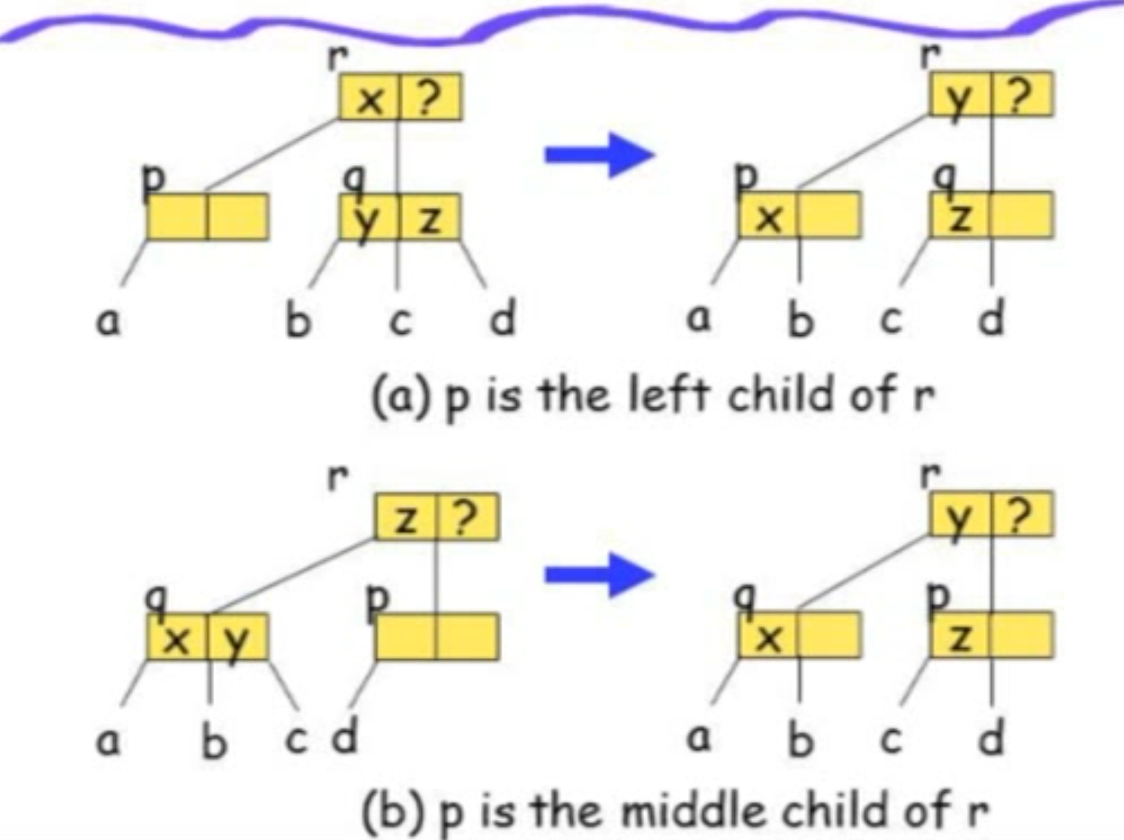 r r
x ? y ?
p q p q
y z x z
a b c d a b c d
(a) p is the left child of r
r r
z ? y ?
q p q p
x y x z
a b c d a b c d
(b) p is the middle child of r